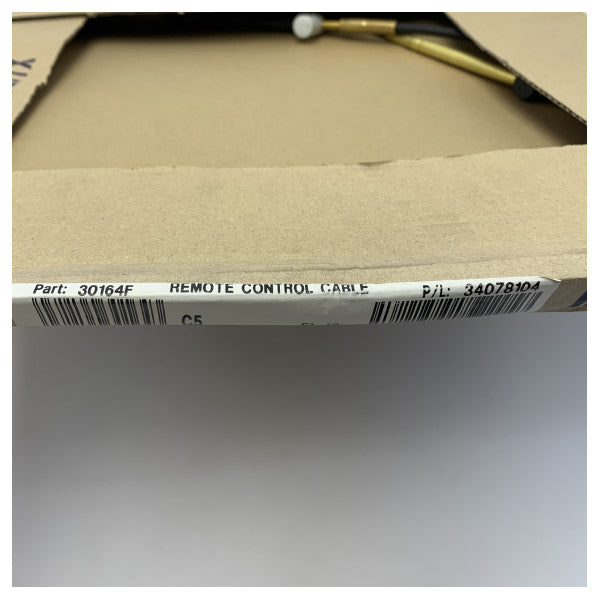 Part: 30164F REMOTE CONTROL CABLE P/L: 34078104
C5